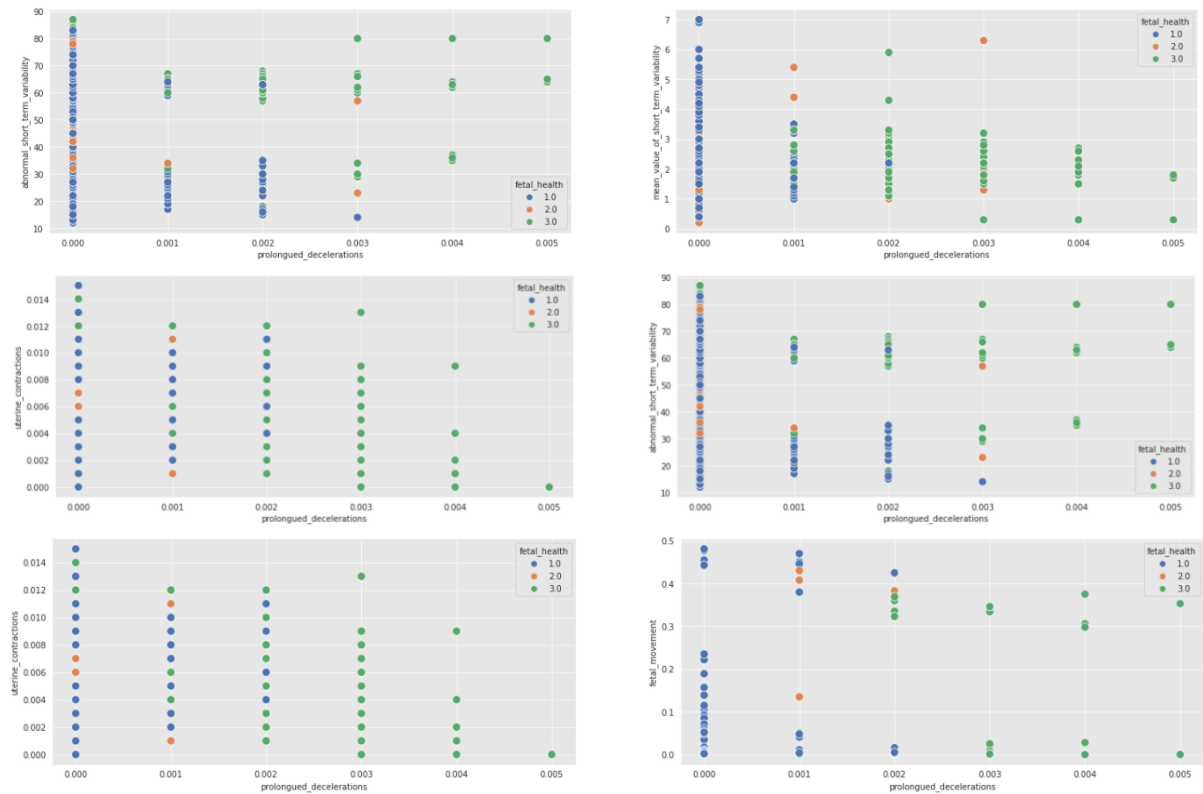 90
80
70
60
50
40
30
20
10
abnormal_short_term_variability
fetal_health
1.0
2.0
3.0
0.000 0.001 0.002 0.003 0.004 0.005
prolongued_decelerations
7
6
5
4
3
2
1
0
mean_value_of_short_term_variability
fetal_health
1.0
2.0
3.0
0.000 0.001 0.002 0.003 0.004 0.005
prolongued_decelerations
0.014
0.012
0.010
0.008
0.006
0.004
0.002
0.000
uterine_contractions
fetal_health
1.0
2.0
3.0
0.000 0.001 0.002 0.003 0.004 0.005
prolongued_decelerations
90
80
70
60
50
40
30
20
10
abnormal_short_term_variability
fetal_health
1.0
2.0
3.0
0.000 0.001 0.002 0.003 0.004 0.005
prolongued_decelerations
0.014
0.012
0.010
0.008
0.006
0.004
0.002
0.000
uterine_contractions
fetal_health
1.0
2.0
3.0
0.000 0.001 0.002 0.003 0.004 0.005
prolongued_decelerations
0.5
0.4
0.3
0.2
0.1
0.0
fetal_movement
fetal_health
1.0
2.0
3.0
0.000 0.001 0.002 0.003 0.004 0.005
prolongued_decelerations